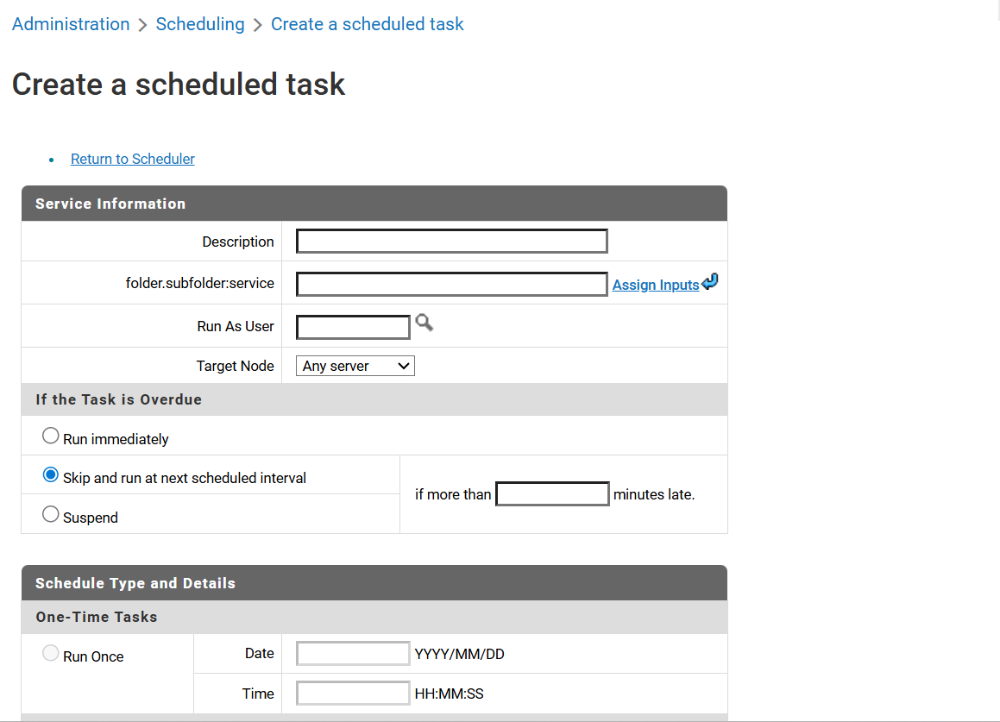 Administration > Scheduling > Create a scheduled task
Create a scheduled task
Return to Scheduler
Service Information
Description
folder.subfolder:service Assign Inputs
Run As User
Target Node Any server
If the Task is Overdue
Run immediately
Skip and run at next scheduled interval
if more than minutes late.
Suspend
Schedule Type and Details
One-Time Tasks
Run Once
Date YYYY/MM/DD
Time HH:MM:SS